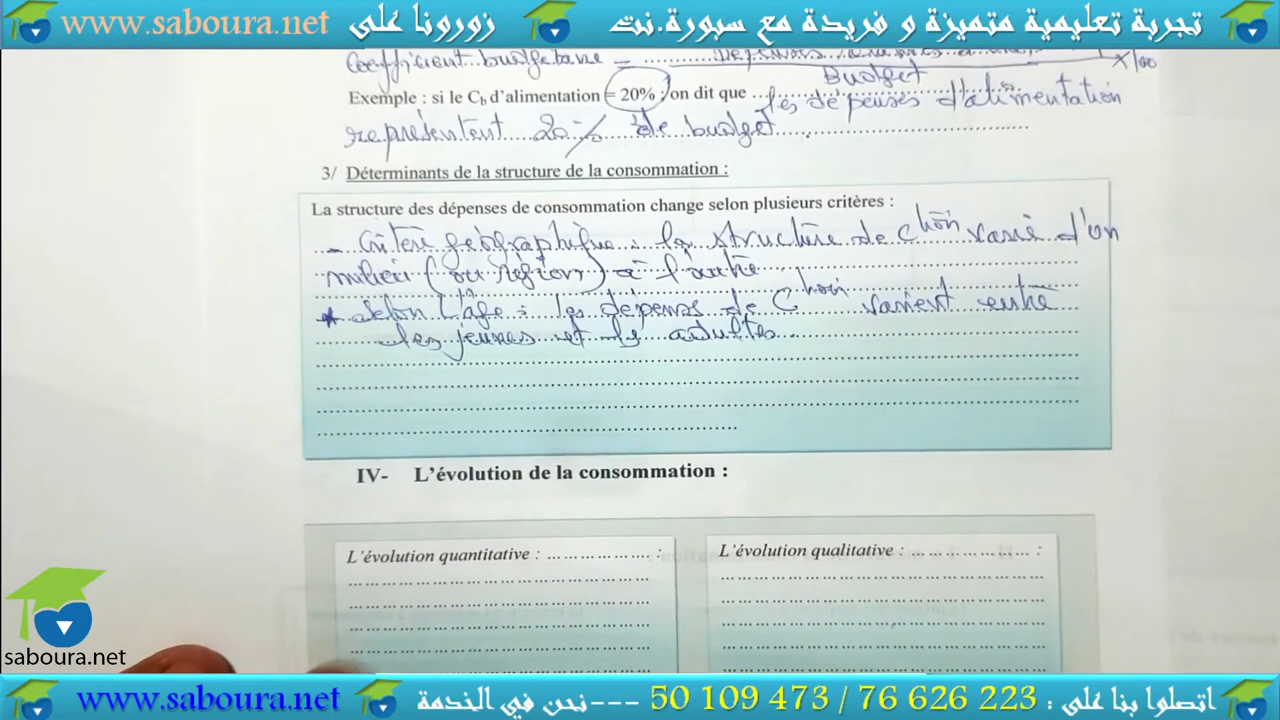 www.saboura.net زورونا على تجربة تعليمية متميزة و فريدة مع سبورة.نت
Coefficient budgétaire = x100
Budget
Exemple : si le Cb d'alimentation = 20% : on dit que les dépenses d'alimentation
représentent 20% de budget
3/ Déterminants de la structure de la consommation :
La structure des dépenses de consommation change selon plusieurs critères :
- Critère géographique : la structure de C tion varie d'un
milieu (ou région) à l'autre
* selon l'âge : les dépenses de C tion varient entre
les jeunes et les adultes
IV- L'évolution de la consommation :
L'évolution quantitative : .................. :
L'évolution qualitative : .................. :
saboura.net
www.saboura.net اتصلوا بنا على : 50 109 473 / 76 626 223 ---نحن في الخدمة